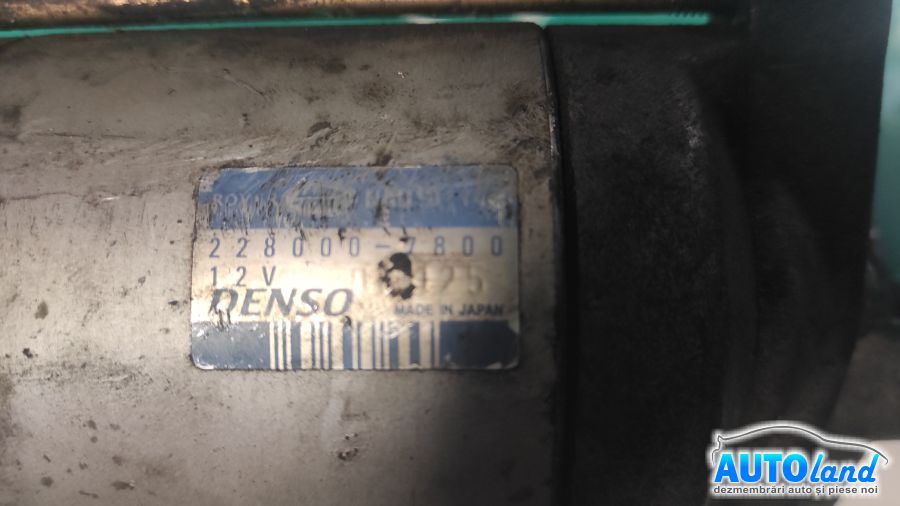 228000-7800
12V
DENSO MADE IN JAPAN
AUTOland
dezmembrări auto și piese noi